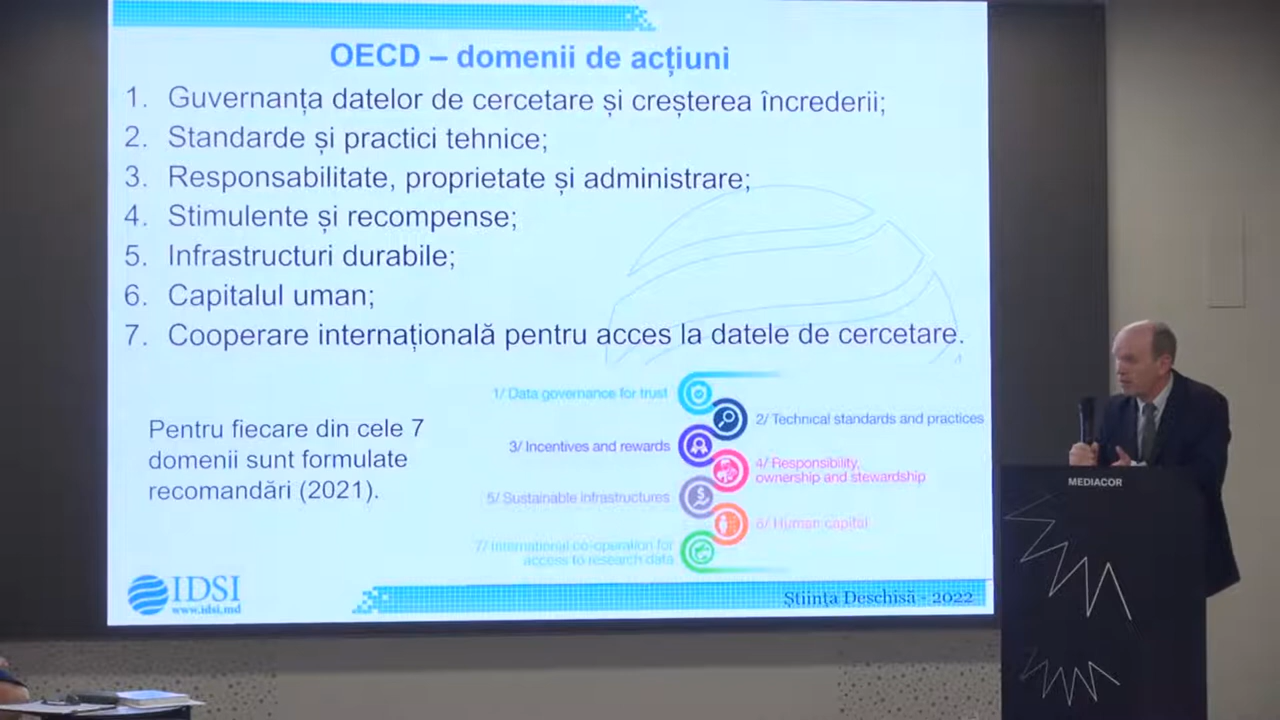 OECD – domenii de acțiuni
1. Guvernanța datelor de cercetare și creșterea încrederii;
2. Standarde și practici tehnice;
3. Responsabilitate, proprietate și administrare;
4. Stimulente și recompense;
5. Infrastructuri durabile;
6. Capitalul uman;
7. Cooperare internațională pentru acces la datele de cercetare.
Pentru fiecare din cele 7
domenii sunt formulate
recomandări (2021).
1/ Data governance for trust
2/ Technical standards and practices
3/ Incentives and rewards
4/ Responsibility,
ownership and stewardship
5/ Sustainable infrastructures
6/ Human capital
7/ International co-operation for
access to research data
IDSI
www.idsi.md
Știința Deschisă - 2022
MEDIACOR